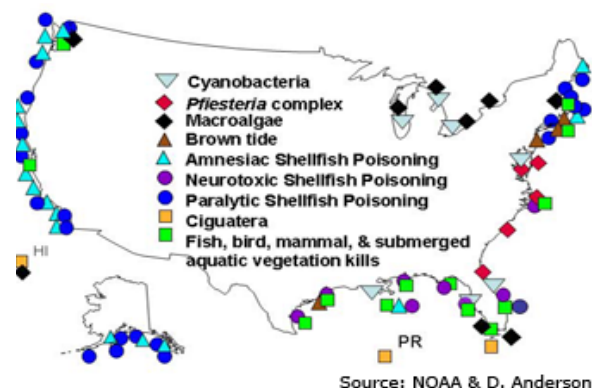 Cyanobacteria
Pfiesteria complex
Macroalgae
Brown tide
Amnesiac Shellfish Poisoning
Neurotoxic Shellfish Poisoning
Paralytic Shellfish Poisoning
Ciguatera
Fish, bird, mammal, & submerged
aquatic vegetation kills
HI
PR
Source: NOAA & D. Anderson